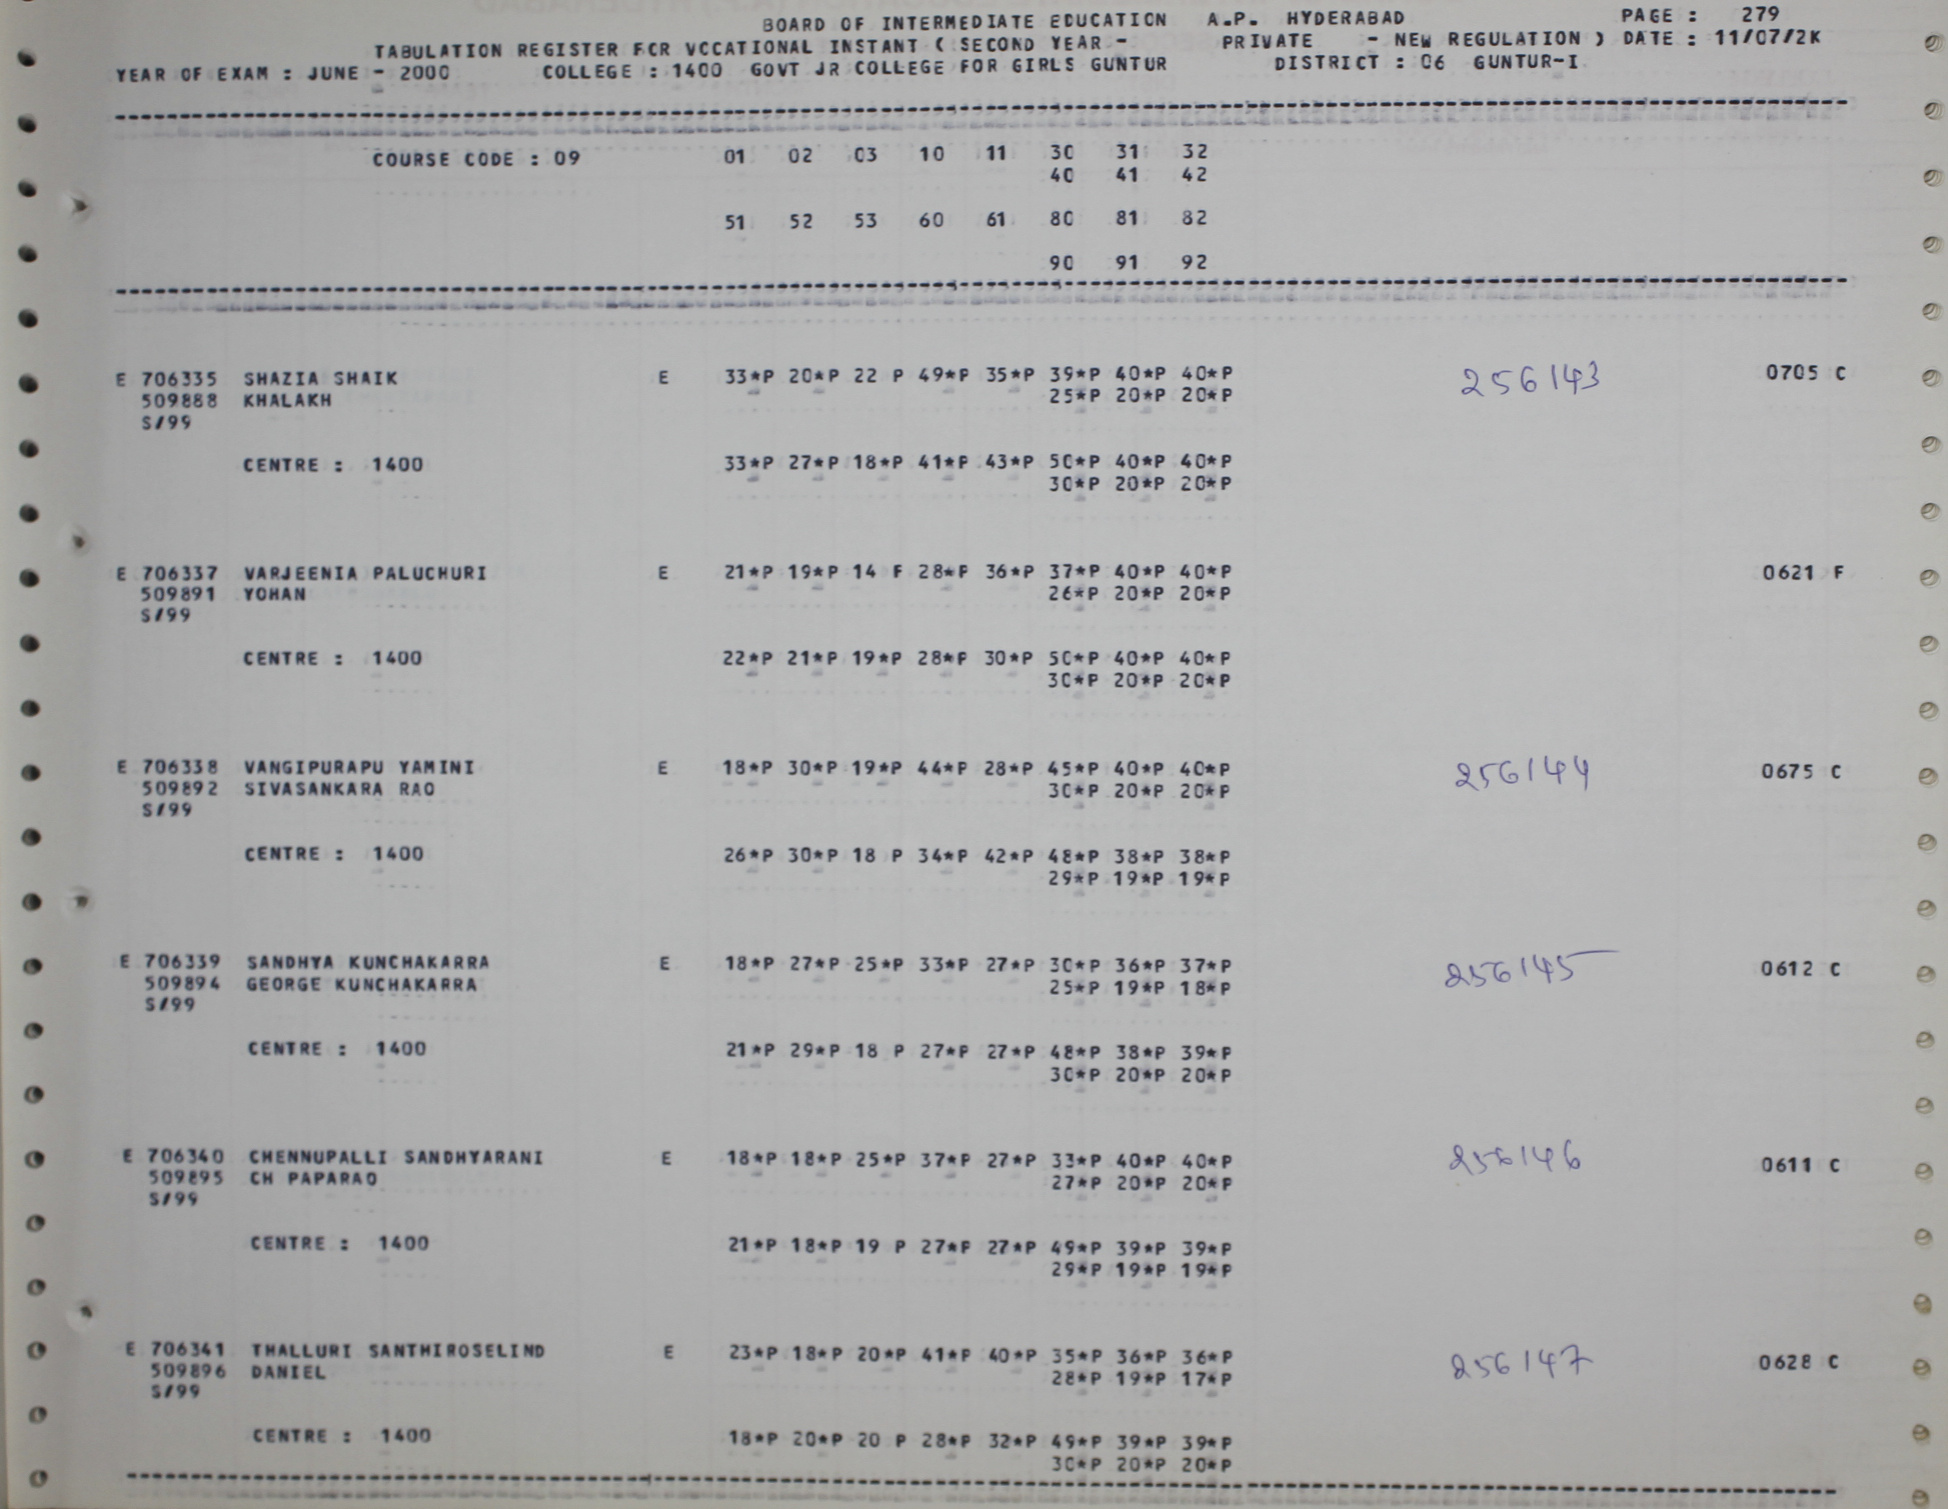 BOARD OF INTERMEDIATE EDUCATION A.P. HYDERABAD PAGE : 279
TABULATION REGISTER FCR VCCATIONAL INSTANT ( SECOND YEAR - PRIVATE - NEW REGULATION ) DATE : 11/07/2K
YEAR OF EXAM : JUNE - 2000 COLLEGE : 1400 GOVT JR COLLEGE FOR GIRLS GUNTUR DISTRICT : 06 GUNTUR-I
COURSE CODE : 09 01 02 03 10 11 30 31 32
40 41 42
51 52 53 60 61 80 81 82
90 91 92
E 706335 SHAZIA SHAIK E 33*P 20*P 22 P 49*P 35*P 39*P 40*P 40*P 256143 0705 C
509888 KHALAKH 25*P 20*P 20*P
S/99
CENTRE : 1400 33*P 27*P 18*P 41*P 43*P 50*P 40*P 40*P
30*P 20*P 20*P
E 706337 VARJEENIA PALUCHURI E 21*P 19*P 14 F 28*P 36*P 37*P 40*P 40*P 0621 F
509891 YOHAN 26*P 20*P 20*P
S/99
CENTRE : 1400 22*P 21*P 19*P 28*P 30*P 50*P 40*P 40*P
30*P 20*P 20*P
E 706338 VANGIPURAPU YAMINI E 18*P 30*P 19*P 44*P 28*P 45*P 40*P 40*P 256144 0675 C
509892 SIVASANKARA RAO 30*P 20*P 20*P
S/99
CENTRE : 1400 26*P 30*P 18 P 34*P 42*P 48*P 38*P 38*P
29*P 19*P 19*P
E 706339 SANDHYA KUNCHAKARRA E 18*P 27*P 25*P 33*P 27*P 30*P 36*P 37*P 256145 0612 C
509894 GEORGE KUNCHAKARRA 25*P 19*P 18*P
S/99
CENTRE : 1400 21*P 29*P 18 P 27*P 27*P 48*P 38*P 39*P
30*P 20*P 20*P
E 706340 CHENNUPALLI SANDHYARANI E 18*P 18*P 25*P 37*P 27*P 33*P 40*P 40*P 256146 0611 C
509895 CH PAPARAO 27*P 20*P 20*P
S/99
CENTRE : 1400 21*P 18*P 19 P 27*P 27*P 49*P 39*P 39*P
29*P 19*P 19*P
E 706341 THALLURI SANTHIROSELIND E 23*P 18*P 20*P 41*P 40*P 35*P 36*P 36*P 256147 0628 C
509896 DANIEL 28*P 19*P 17*P
S/99
CENTRE : 1400 18*P 20*P 20 P 28*P 32*P 49*P 39*P 39*P
30*P 20*P 20*P